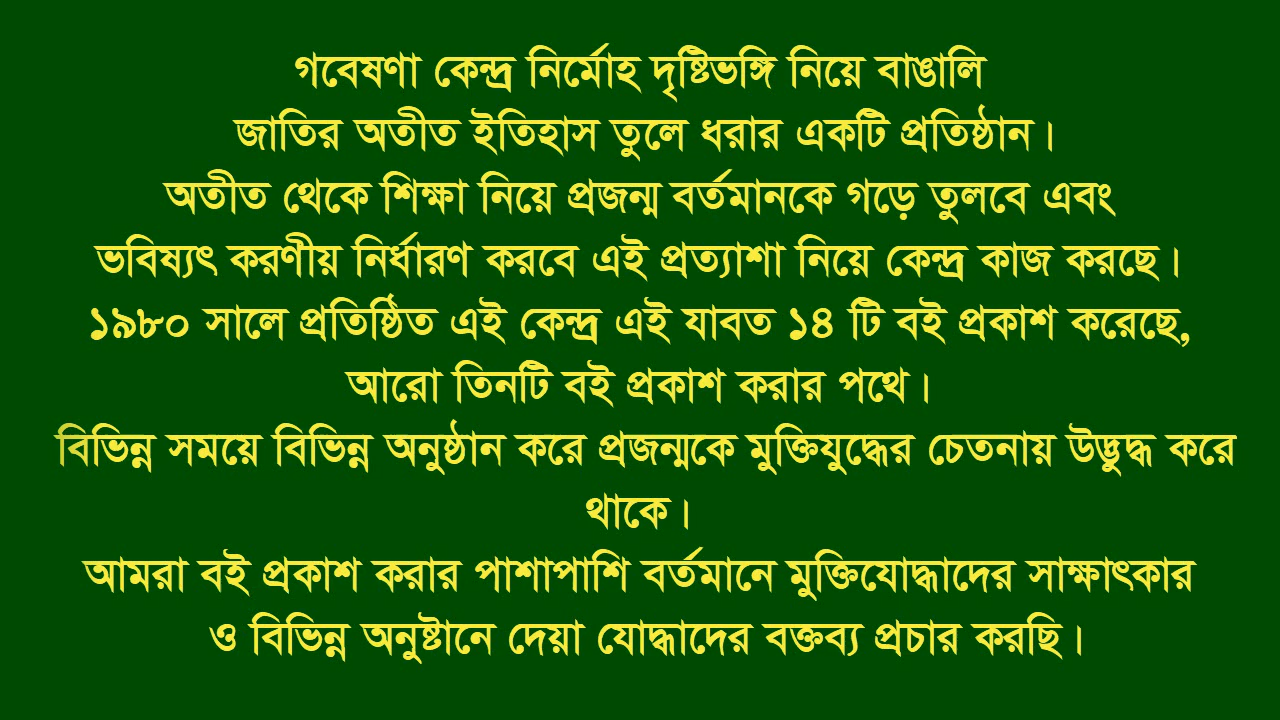 গবেষণা কেন্দ্র নির্মোহ দৃষ্টিভঙ্গি নিয়ে বাঙালি
জাতির অতীত ইতিহাস তুলে ধরার একটি প্রতিষ্ঠান।
অতীত থেকে শিক্ষা নিয়ে প্রজন্ম বর্তমানকে গড়ে তুলবে এবং
ভবিষ্যৎ করণীয় নির্ধারণ করবে এই প্রত্যাশা নিয়ে কেন্দ্র কাজ করছে।
১৯৮০ সালে প্রতিষ্ঠিত এই কেন্দ্র এই যাবত ১৪ টি বই প্রকাশ করেছে,
আরো তিনটি বই প্রকাশ করার পথে।
বিভিন্ন সময়ে বিভিন্ন অনুষ্ঠান করে প্রজন্মকে মুক্তিযুদ্ধের চেতনায় উদ্ভুদ্ধ করে
থাকে।
আমরা বই প্রকাশ করার পাশাপাশি বর্তমানে মুক্তিযোদ্ধাদের সাক্ষাৎকার
ও বিভিন্ন অনুষ্টানে দেয়া যোদ্ধাদের বক্তব্য প্রচার করছি।